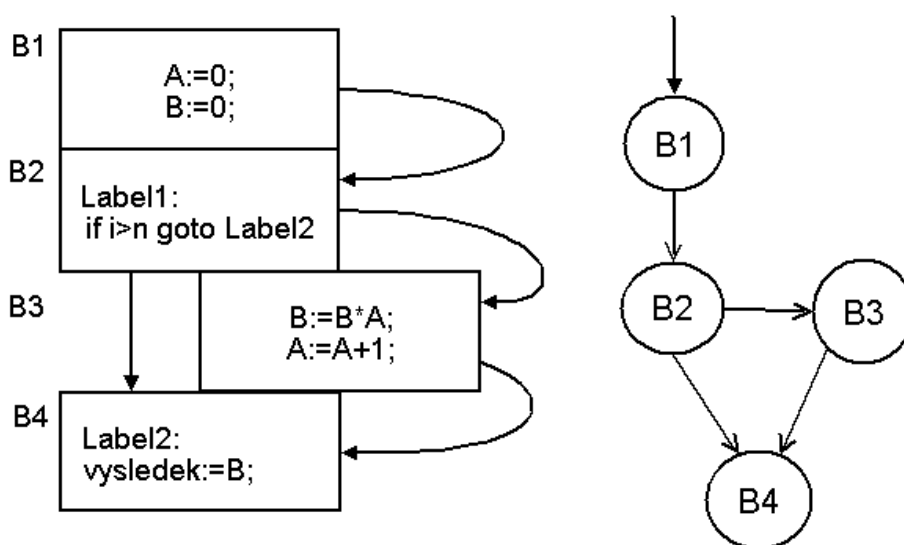 B1
A:=0;
B:=0;
B2
Label1:
if i>n goto Label2
B3
B:=B*A;
A:=A+1;
B4
Label2:
vysledek:=B;
B1
B2
B3
B4